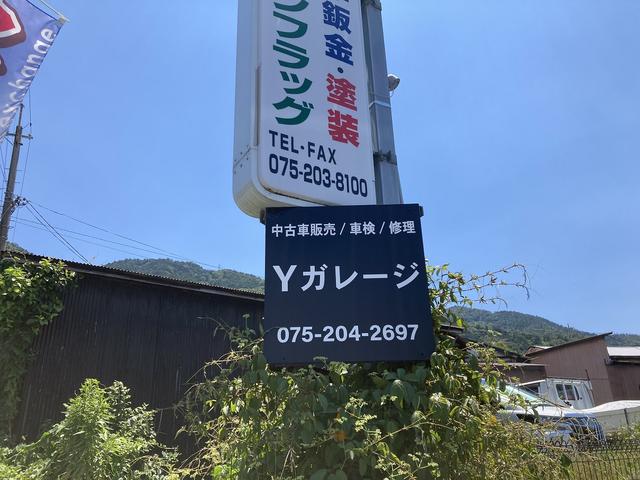 鈑金・塗装
ンフラッグ
TEL・FAX
075-203-8100
中古車販売/車検/修理
Yガレージ
075-204-2697